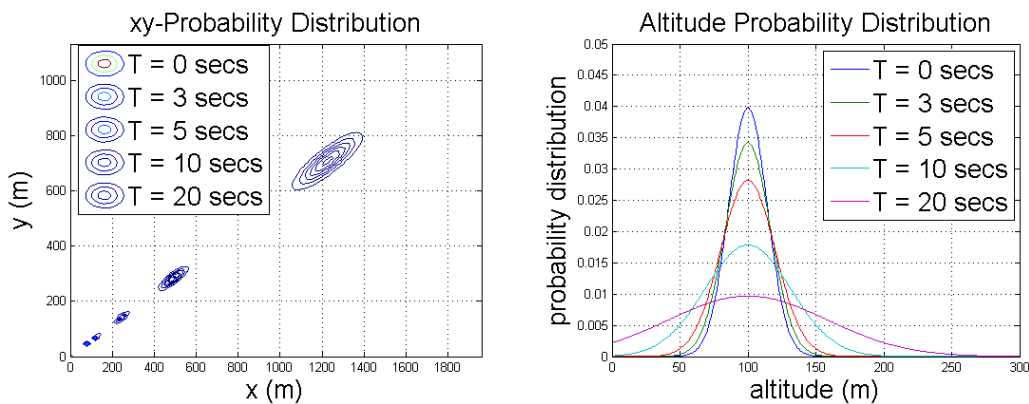 xy-Probability Distribution
1000
800
600
400
200
0
0 200 400 600 800 1000 1200 1400 1600 1800
y (m)
x (m)
T = 0 secs
T = 3 secs
T = 5 secs
T = 10 secs
T = 20 secs
Altitude Probability Distribution
0.05
0.045
0.04
0.035
0.03
0.025
0.02
0.015
0.01
0.005
0
0 50 100 150 200 250 300
probability distribution
altitude (m)
T = 0 secs
T = 3 secs
T = 5 secs
T = 10 secs
T = 20 secs